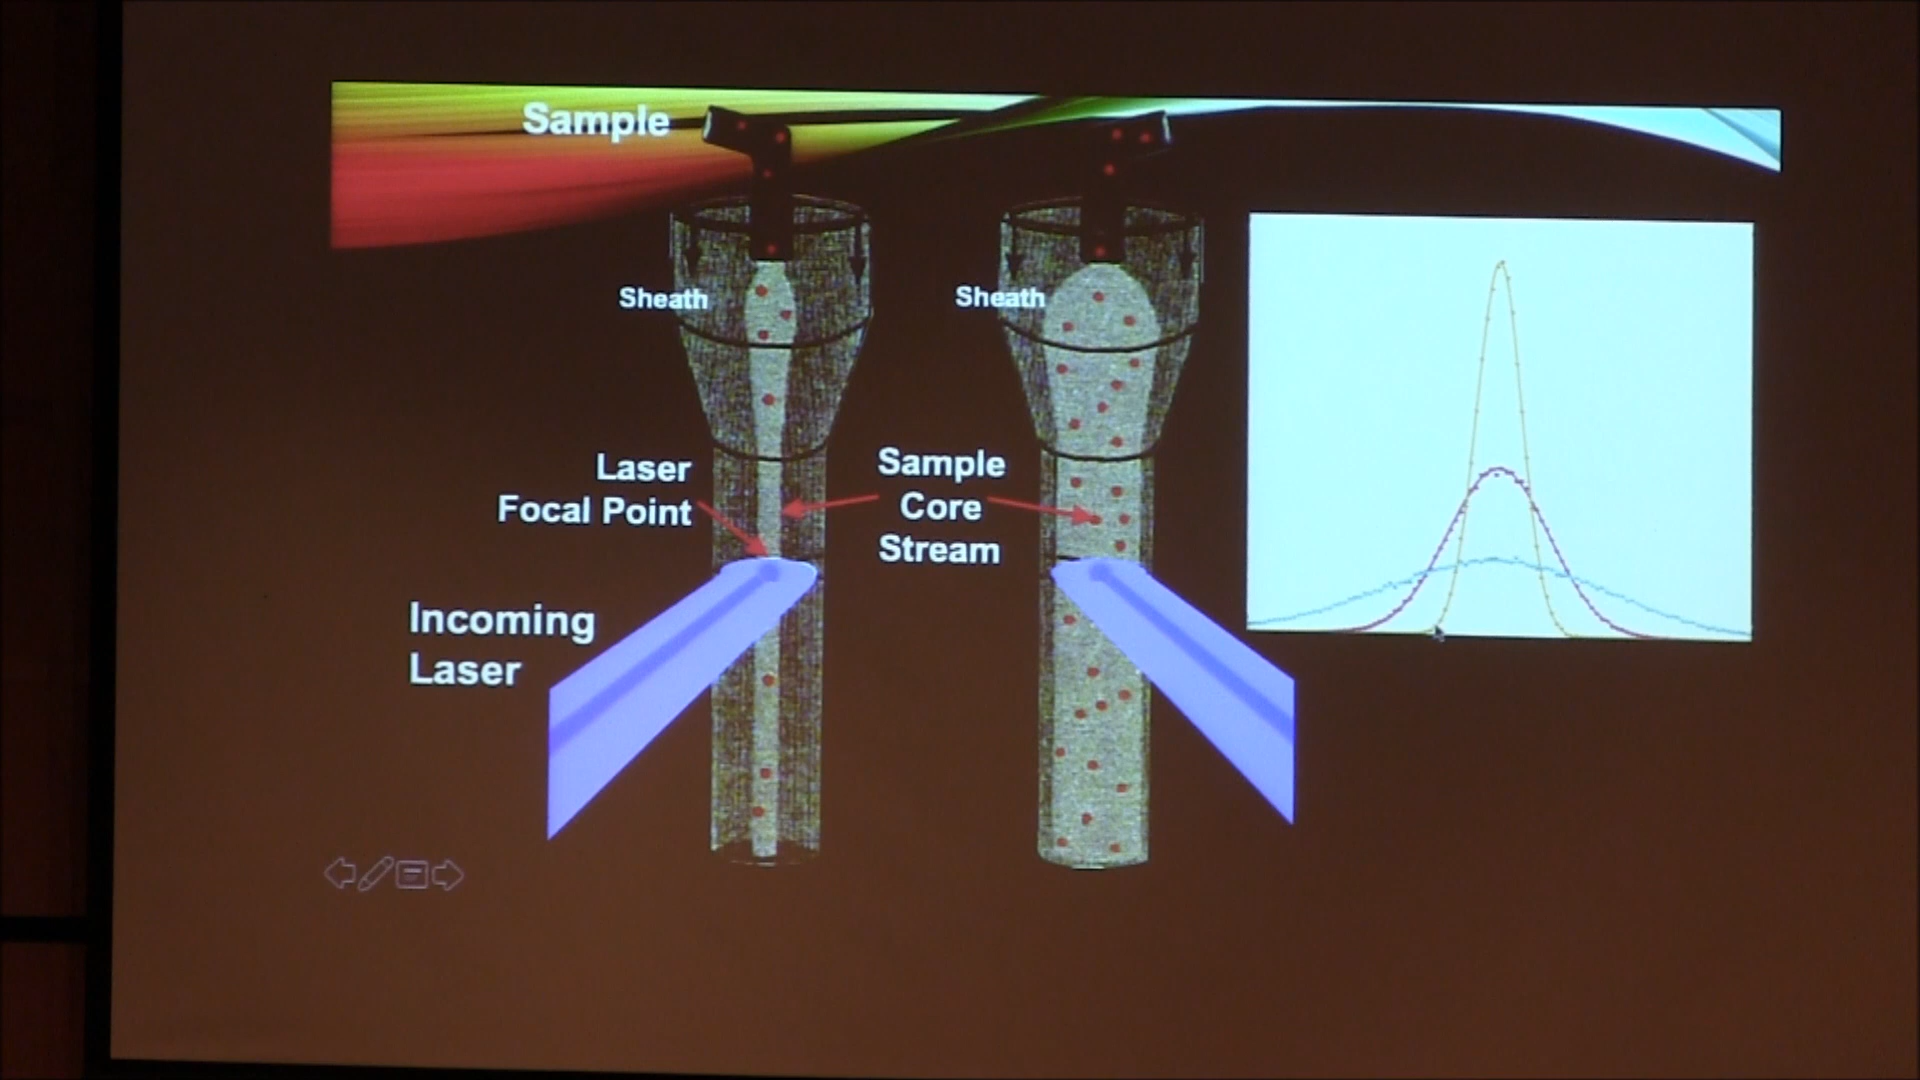 Sample
Sheath
Sheath
Laser
Focal Point
Sample
Core
Stream
Incoming
Laser